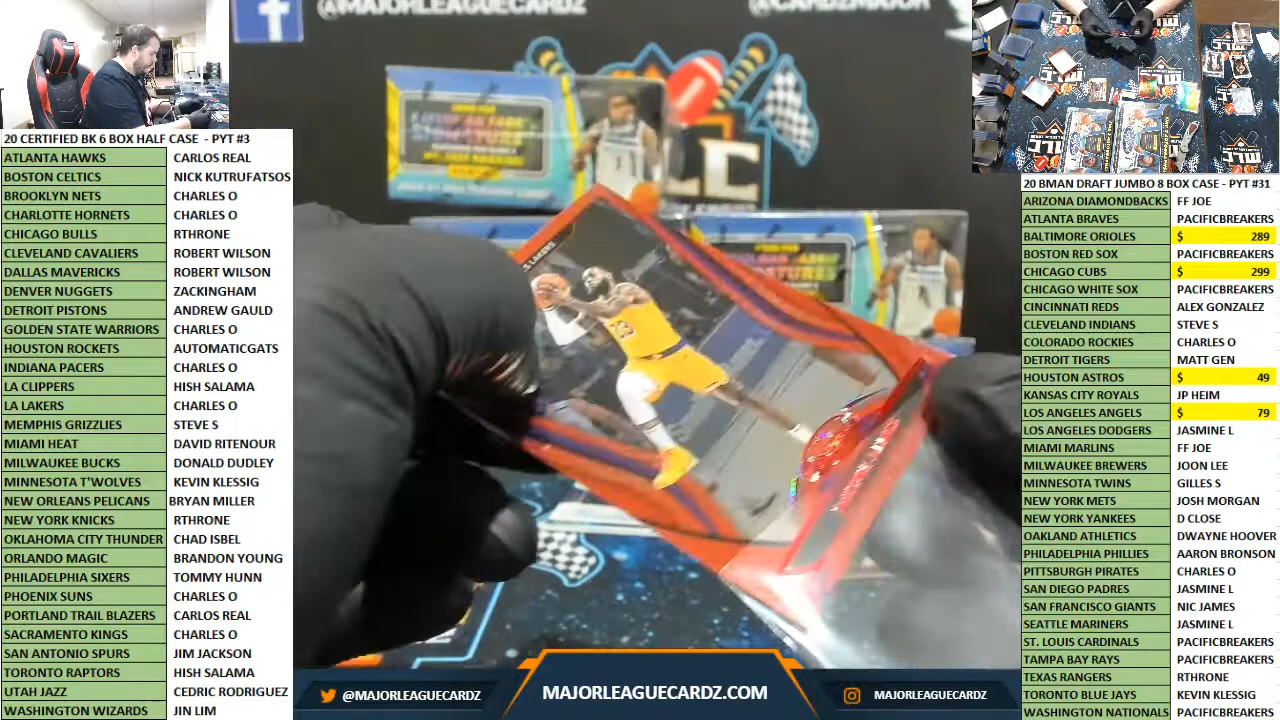 @MAJORLEAGUECARDZ
@CARDZMAJOR
20 CERTIFIED BK 6 BOX HALF CASE - PYT #3
ATLANTA HAWKS CARLOS REAL
BOSTON CELTICS NICK KUTRUFATSOS
BROOKLYN NETS CHARLES O
CHARLOTTE HORNETS CHARLES O
CHICAGO BULLS RTHRONE
CLEVELAND CAVALIERS ROBERT WILSON
DALLAS MAVERICKS ROBERT WILSON
DENVER NUGGETS ZACKINGHAM
DETROIT PISTONS ANDREW GAULD
GOLDEN STATE WARRIORS CHARLES O
HOUSTON ROCKETS AUTOMATICGATS
INDIANA PACERS CHARLES O
LA CLIPPERS HISH SALAMA
LA LAKERS CHARLES O
MEMPHIS GRIZZLIES STEVE S
MIAMI HEAT DAVID RITENOUR
MILWAUKEE BUCKS DONALD DUDLEY
MINNESOTA T'WOLVES KEVIN KLESSIG
NEW ORLEANS PELICANS BRYAN MILLER
NEW YORK KNICKS RTHRONE
OKLAHOMA CITY THUNDER CHAD ISBEL
ORLANDO MAGIC BRANDON YOUNG
PHILADELPHIA SIXERS TOMMY HUNN
PHOENIX SUNS CHARLES O
PORTLAND TRAIL BLAZERS CARLOS REAL
SACRAMENTO KINGS CHARLES O
SAN ANTONIO SPURS JIM JACKSON
TORONTO RAPTORS HISH SALAMA
UTAH JAZZ CEDRIC RODRIGUEZ
WASHINGTON WIZARDS JIN LIM
LAKERS
23
@MAJORLEAGUECARDZ
MAJORLEAGUECARDZ.COM
MAJORLEAGUECARDZ
20 BMAN DRAFT JUMBO 8 BOX CASE - PYT #31
ARIZONA DIAMONDBACKS FF JOE
ATLANTA BRAVES PACIFICBREAKERS
BALTIMORE ORIOLES $ 289
BOSTON RED SOX PACIFICBREAKERS
CHICAGO CUBS $ 299
CHICAGO WHITE SOX PACIFICBREAKERS
CINCINNATI REDS ALEX GONZALEZ
CLEVELAND INDIANS STEVE S
COLORADO ROCKIES CHARLES O
DETROIT TIGERS MATT GEN
HOUSTON ASTROS $ 49
KANSAS CITY ROYALS JP HEIM
LOS ANGELES ANGELS $ 79
LOS ANGELES DODGERS JASMINE L
MIAMI MARLINS FF JOE
MILWAUKEE BREWERS JOON LEE
MINNESOTA TWINS GILLES S
NEW YORK METS JOSH MORGAN
NEW YORK YANKEES D CLOSE
OAKLAND ATHLETICS DWAYNE HOOVER
PHILADELPHIA PHILLIES AARON BRONSON
PITTSBURGH PIRATES CHARLES O
SAN DIEGO PADRES JASMINE L
SAN FRANCISCO GIANTS NIC JAMES
SEATTLE MARINERS JASMINE L
ST. LOUIS CARDINALS PACIFICBREAKERS
TAMPA BAY RAYS PACIFICBREAKERS
TEXAS RANGERS RTHRONE
TORONTO BLUE JAYS KEVIN KLESSIG
WASHINGTON NATIONALS PACIFICBREAKERS